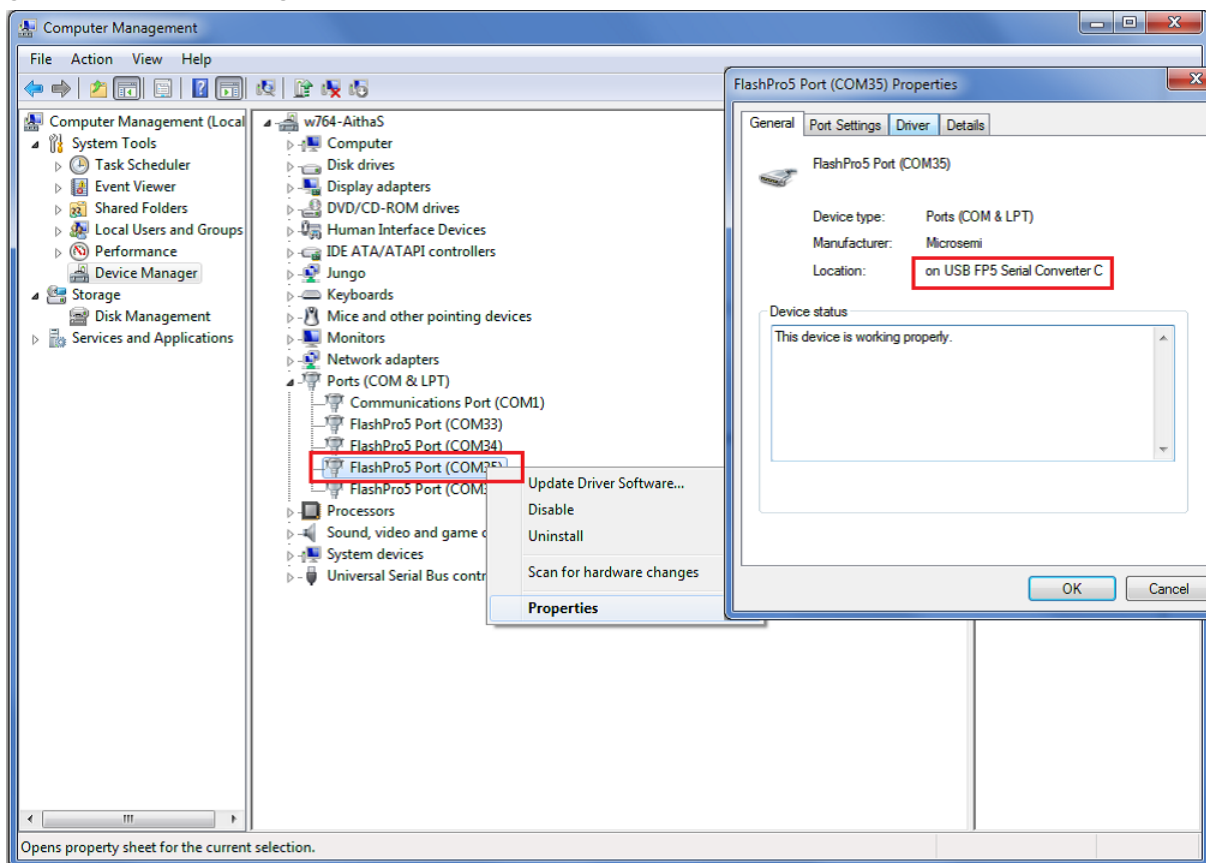 Computer Management
File Action View Help
Computer Management (Local
System Tools
Task Scheduler
Event Viewer
Shared Folders
Local Users and Groups
Performance
Device Manager
Storage
Disk Management
Services and Applications
w764-AithaS
Computer
Disk drives
Display adapters
DVD/CD-ROM drives
Human Interface Devices
IDE ATA/ATAPI controllers
Jungo
Keyboards
Mice and other pointing devices
Monitors
Network adapters
Ports (COM & LPT)
Communications Port (COM1)
FlashPro5 Port (COM33)
FlashPro5 Port (COM34)
FlashPro5 Port (COM35)
FlashPro5 Port (COM
Processors
Sound, video and game
System devices
Universal Serial Bus contr
Update Driver Software...
Disable
Uninstall
Scan for hardware changes
Properties
FlashPro5 Port (COM35) Properties
General Port Settings Driver Details
FlashPro5 Port (COM35)
Device type: Ports (COM & LPT)
Manufacturer: Microsemi
Location: on USB FP5 Serial Converter C
Device status
This device is working properly.
OK Cancel
Opens property sheet for the current selection.